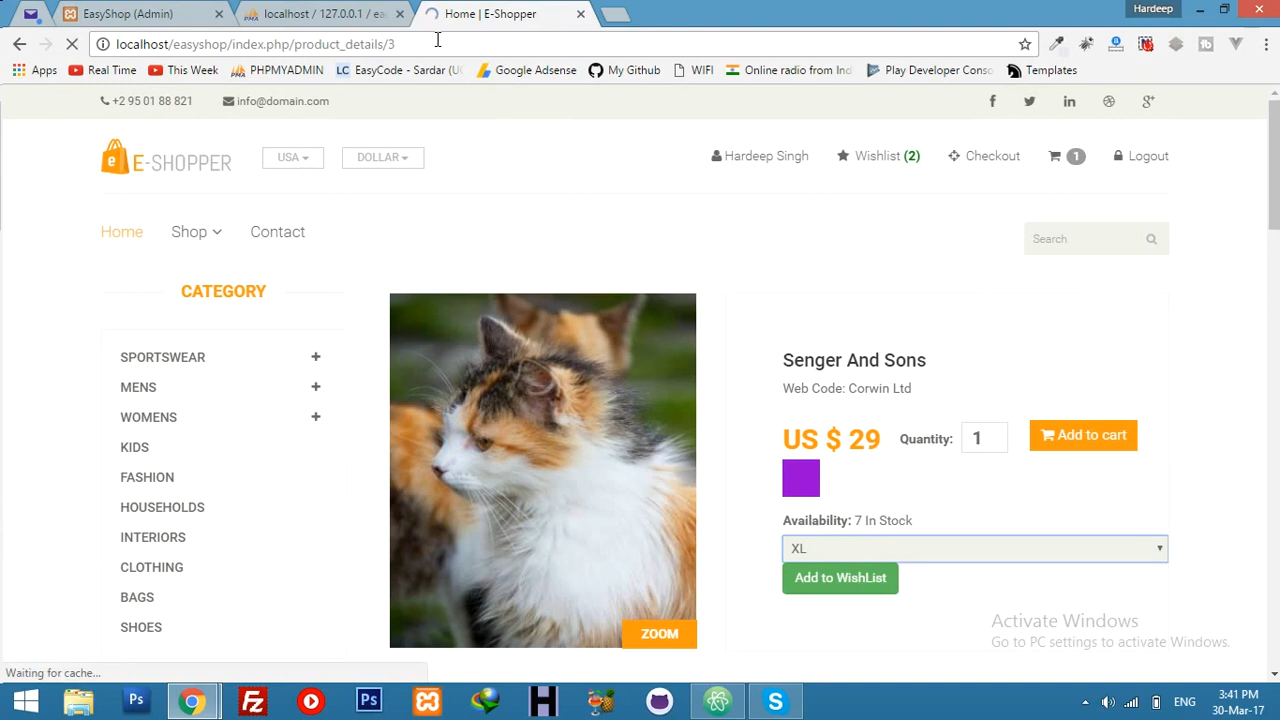 EasyShop (Admin)
localhost / 127.0.0.1 / ea
Home | E-Shopper
Hardeep
localhost/easyshop/index.php/product_details/3
Apps
Real Time
This Week
PHPMYADMIN
LC EasyCode - Sardar (U
Google Adsense
My Github
WIFI
Online radio from Ind
Play Developer Conso
Templates
+2 95 01 88 821
info@domain.com
E-SHOPPER
USA
DOLLAR
Hardeep Singh
Wishlist (2)
Checkout
1
Logout
Home
Shop
Contact
Search
CATEGORY
SPORTSWEAR
MENS
WOMENS
KIDS
FASHION
HOUSEHOLDS
INTERIORS
CLOTHING
BAGS
SHOES
ZOOM
Senger And Sons
Web Code: Corwin Ltd
US $ 29
Quantity:
1
Add to cart
Availability: 7 In Stock
XL
Add to WishList
Activate Windows
Go to PC settings to activate Windows.
Waiting for cache...
ENG
3:41 PM
30-Mar-17